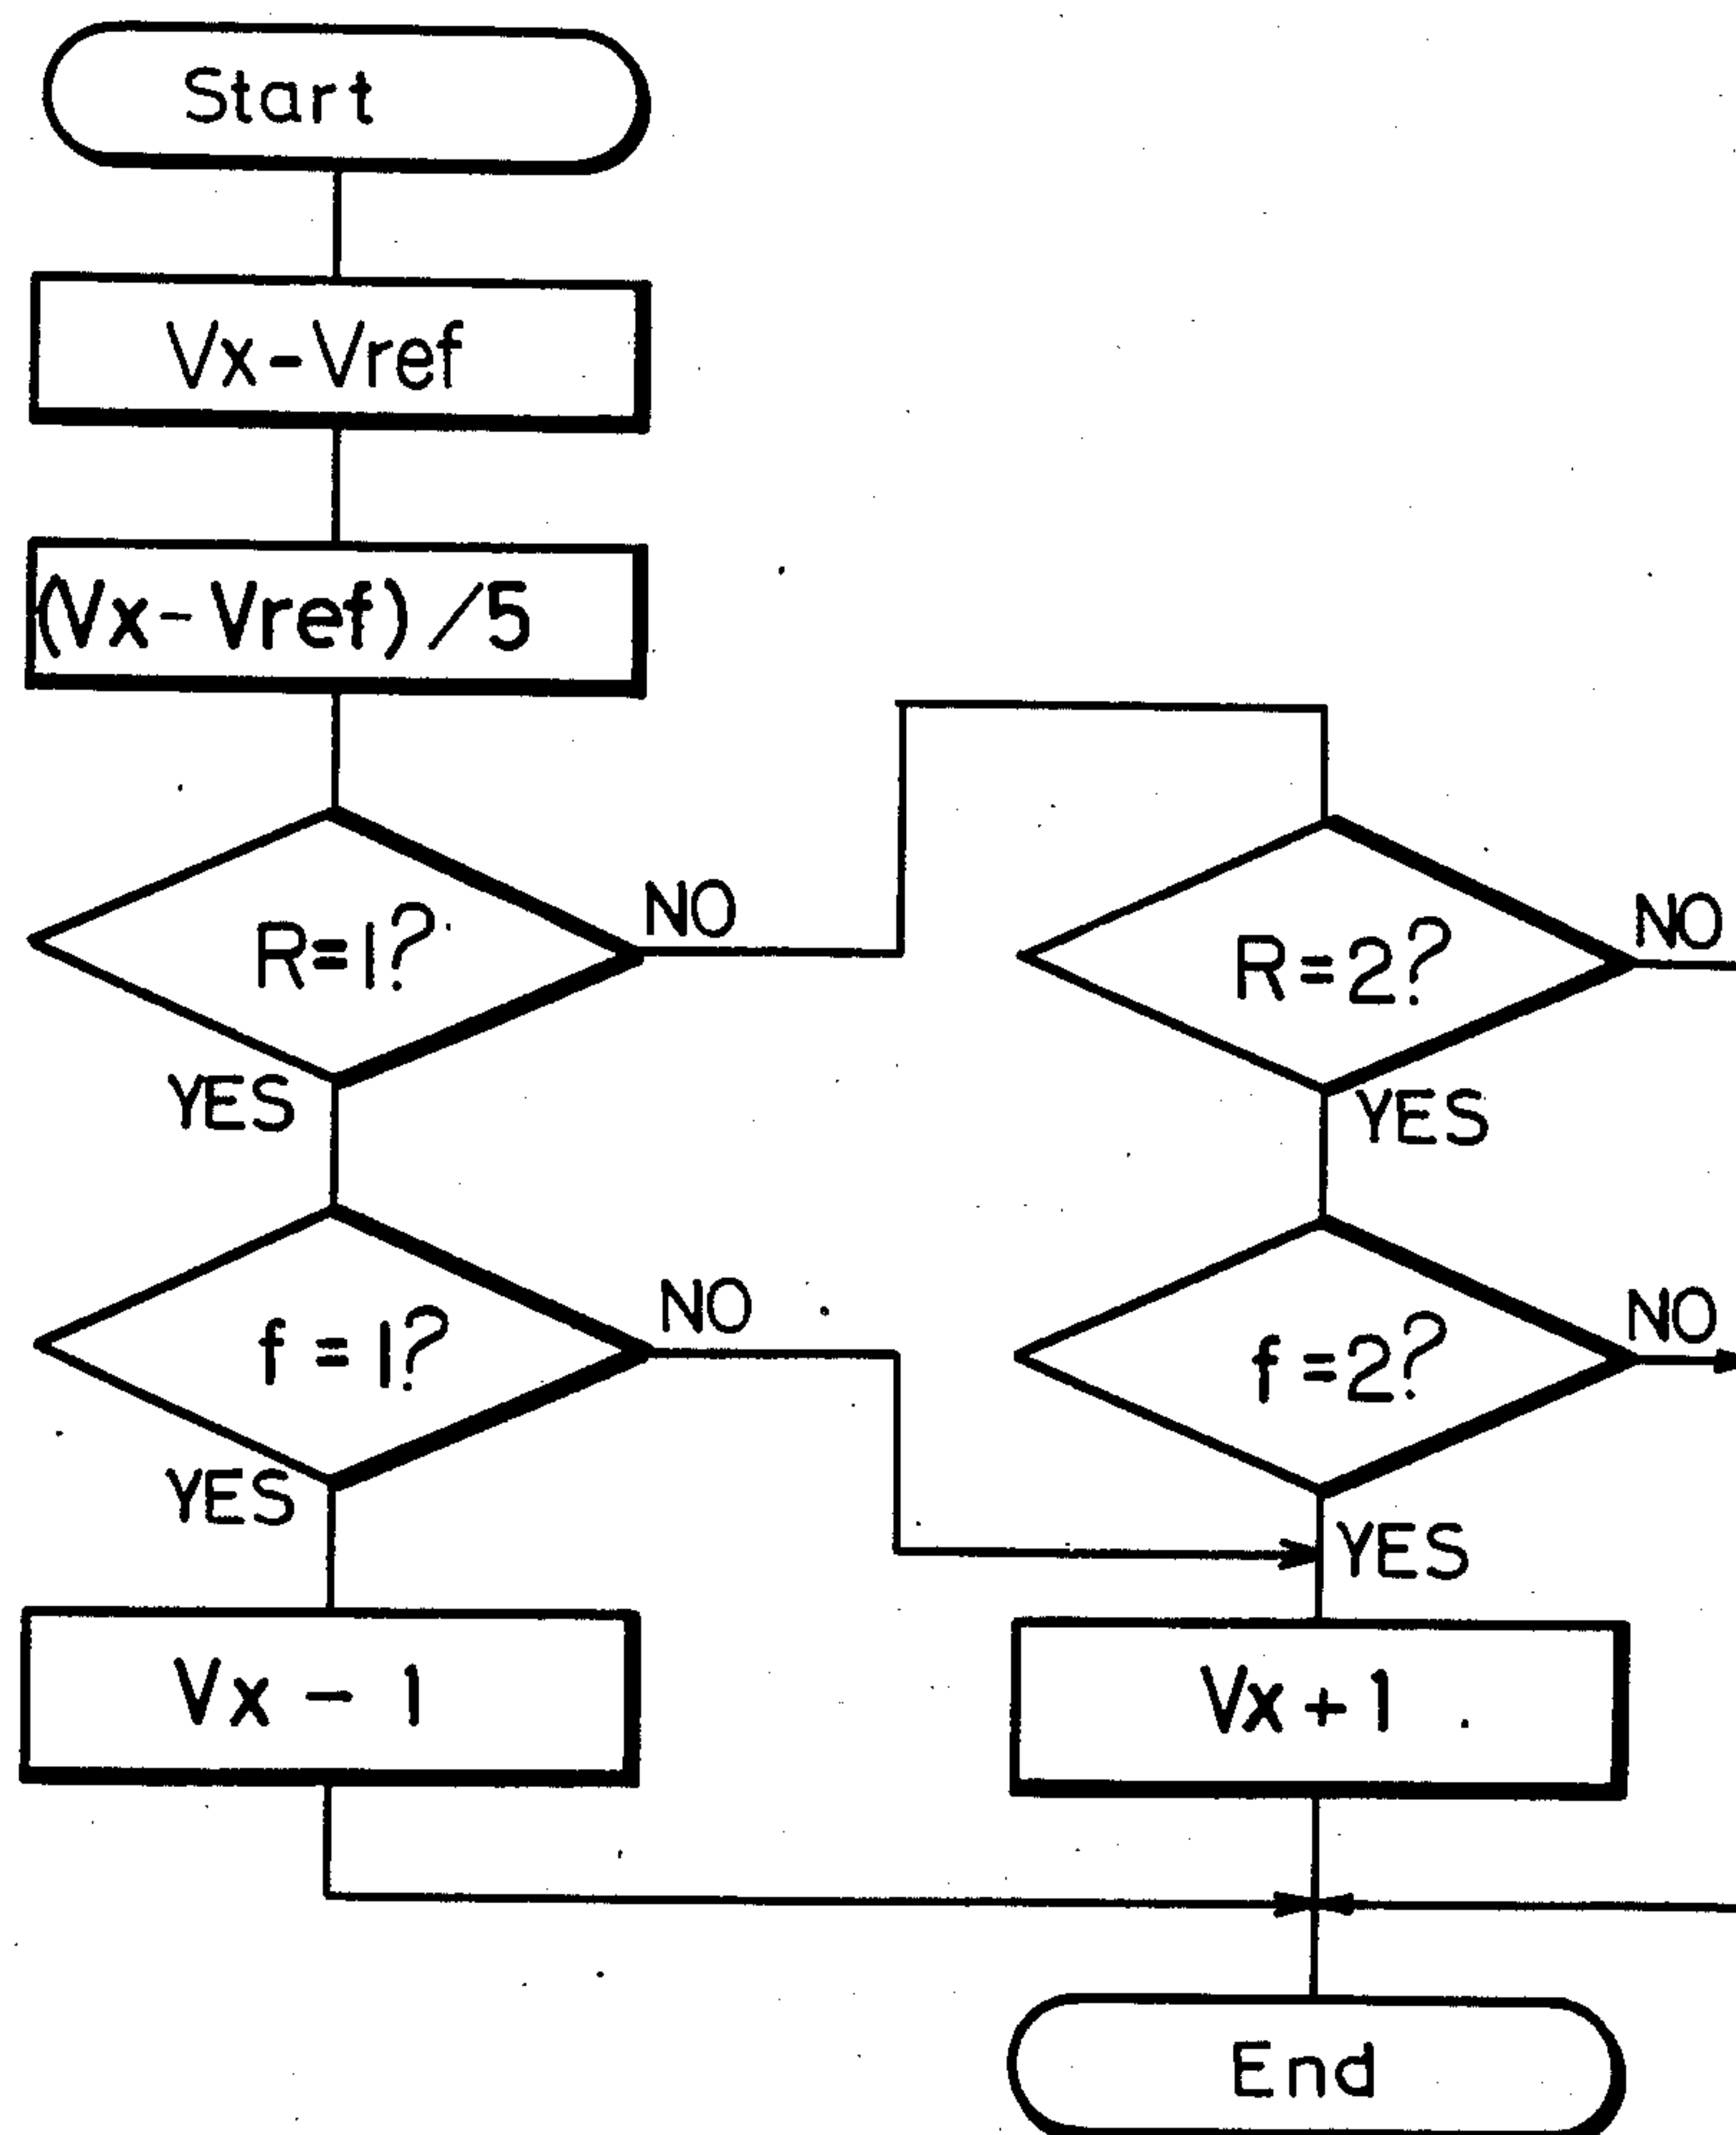 Start
Vx-Vref
(Vx-Vref)/5
R=1?
NO
YES
f=1?
NO
YES
Vx-1
R=2?
NO
YES
f=2?
NO
YES
Vx+1
End